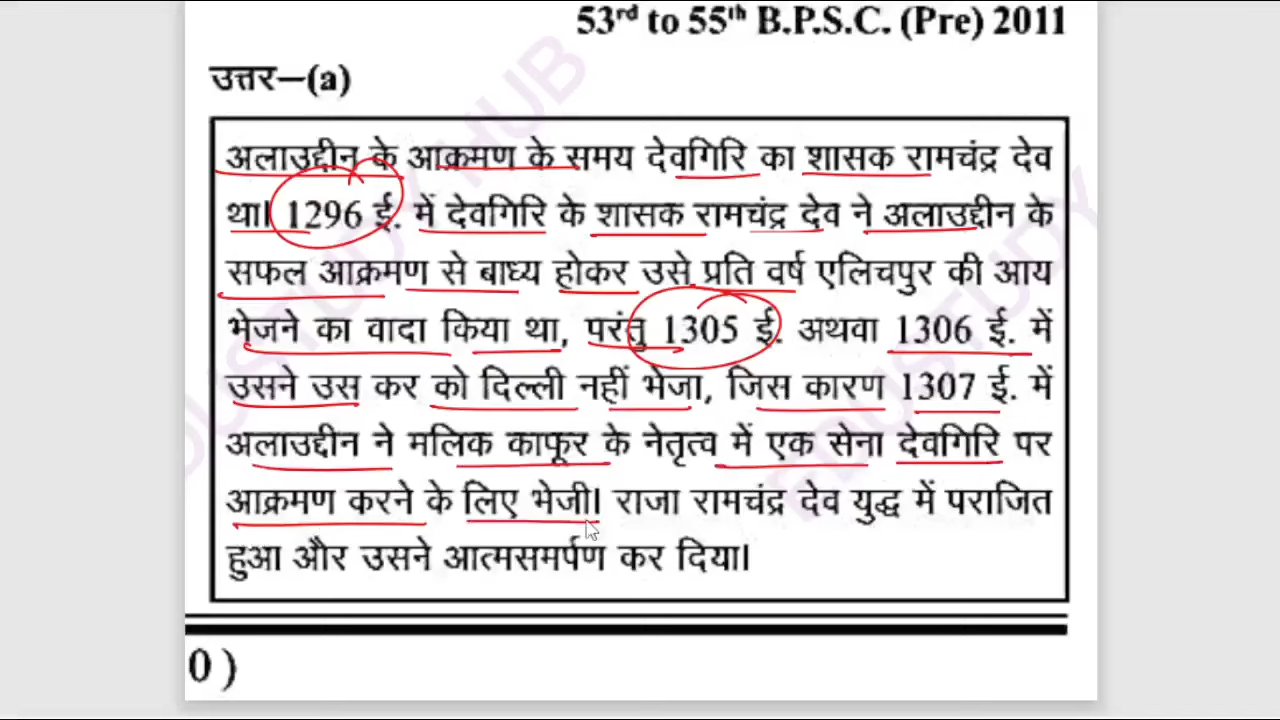 53rd to 55th B.P.S.C. (Pre) 2011
उत्तर–(a)
अलाउद्दीन के आक्रमण के समय देवगिरि का शासक रामचंद्र देव
था। 1296 ई. में देवगिरि के शासक रामचंद्र देव ने अलाउद्दीन के
सफल आक्रमण से बाध्य होकर उसे प्रति वर्ष एलिचपुर की आय
भेजने का वादा किया था, परंतु 1305 ई. अथवा 1306 ई. में
उसने उस कर को दिल्ली नहीं भेजा, जिस कारण 1307 ई. में
अलाउद्दीन ने मलिक काफूर के नेतृत्व में एक सेना देवगिरि पर
आक्रमण करने के लिए भेजी। राजा रामचंद्र देव युद्ध में पराजित
हुआ और उसने आत्मसमर्पण कर दिया।
0 )
EDUSTUDY HUB
EDUSTUDY